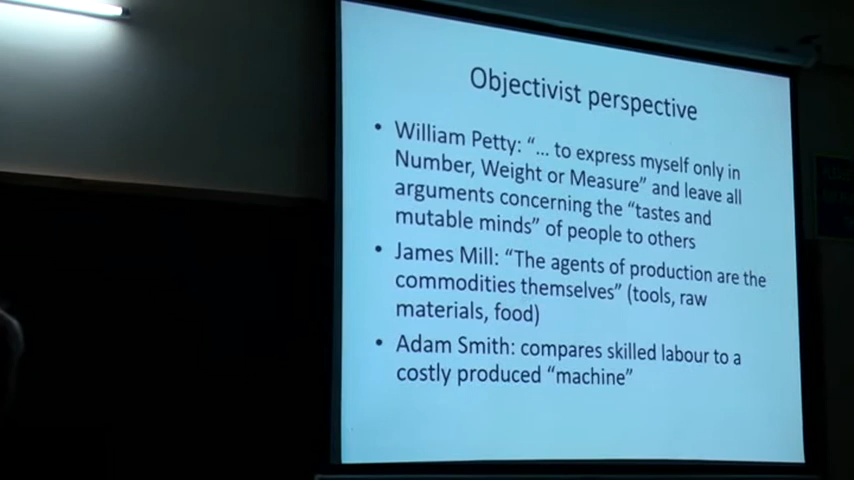 Objectivist perspective
• William Petty: “... to express myself only in
Number, Weight or Measure” and leave all
arguments concerning the “tastes and
mutable minds” of people to others
• James Mill: “The agents of production are the
commodities themselves” (tools, raw
materials, food)
• Adam Smith: compares skilled labour to a
costly produced “machine”